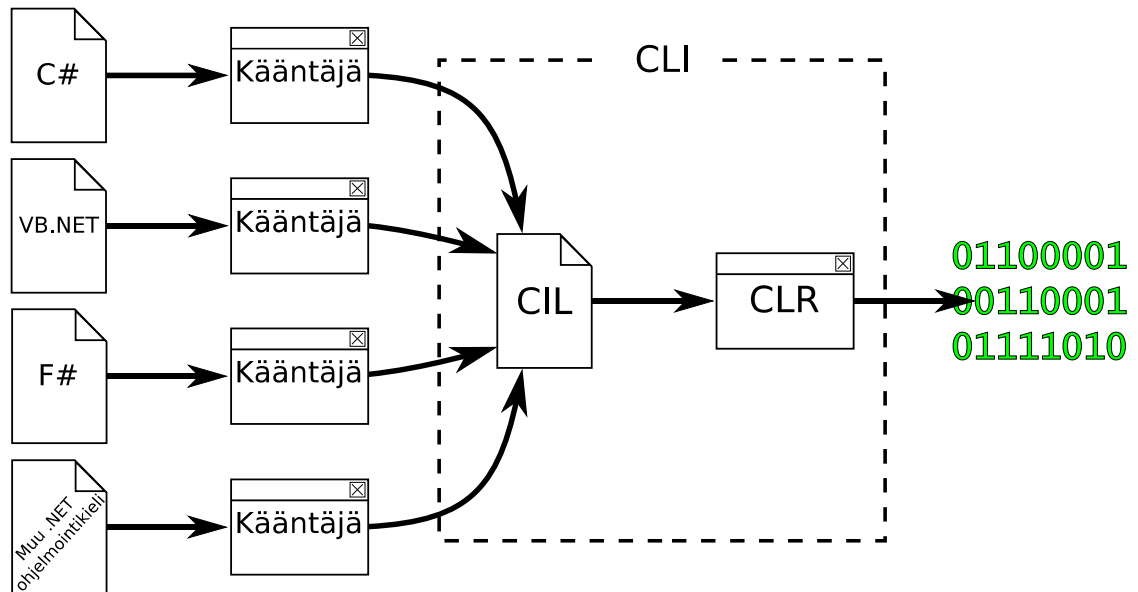 CLI
C#
Kääntäjä
VB.NET
Kääntäjä
CIL
CLR
01100001
00110001
01111010
F#
Kääntäjä
Muu .NET
ohjelmointikieli
Kääntäjä